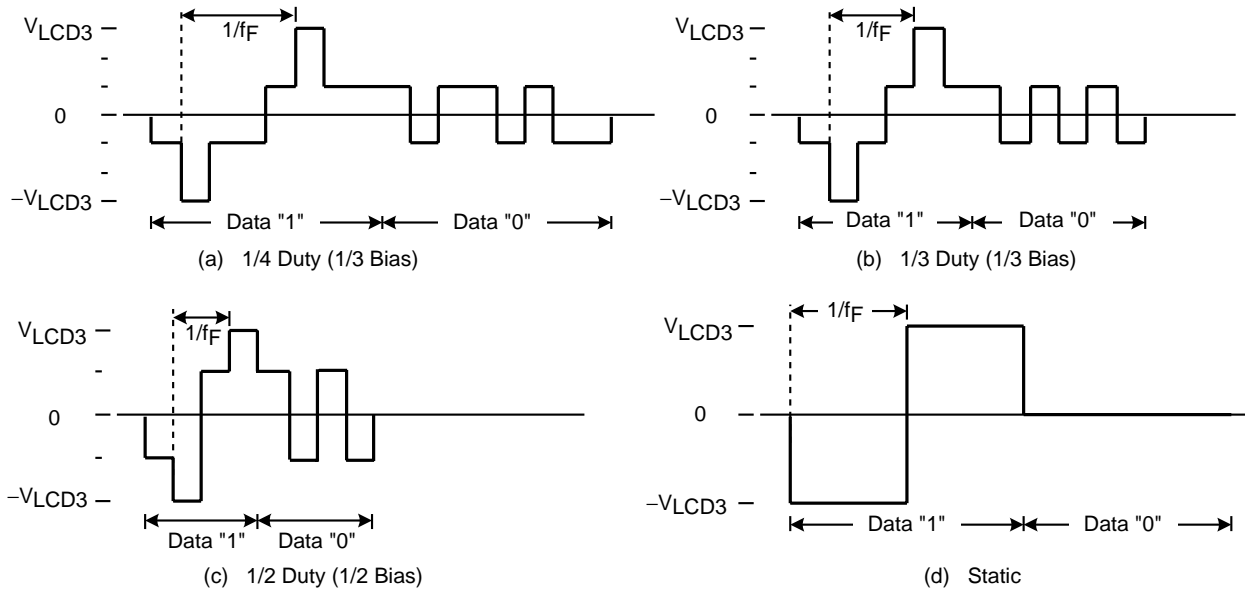 VLCD3
1/fF
0
−VLCD3
Data "1"
Data "0"
(a) 1/4 Duty (1/3 Bias)
VLCD3
1/fF
0
−VLCD3
Data "1"
Data "0"
(b) 1/3 Duty (1/3 Bias)
VLCD3
1/fF
0
−VLCD3
Data "1"
Data "0"
(c) 1/2 Duty (1/2 Bias)
VLCD3
1/fF
0
−VLCD3
Data "1"
Data "0"
(d) Static